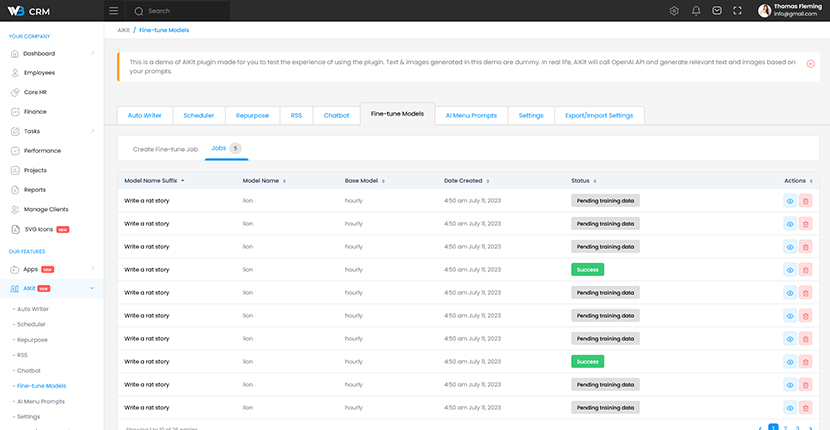 W3 CRM
Search
Thomas Fleming
info@gmail.com
YOUR COMPANY
Dashboard
Employees
Core HR
Finance
Tasks
Performance
Projects
Reports
Manage Clients
SVG Icons NEW
OUR FEATURES
Apps NEW
AIKit NEW
Auto Writer
Scheduler
Repurpose
RSS
Chatbot
Fine-tune Models
AI Menu Prompts
Settings
AIKit / Fine-tune Models
This is a demo of AIKit plugin made for you to test the experience of using the plugin. Text & images generated in this demo are dummy. In real life, AIKit will call OpenAI API and generate relevant text and images based on
your prompts.
Auto Writer Scheduler Repurpose RSS Chatbot Fine-tune Models AI Menu Prompts Settings Export/Import Settings
Create Fine-tune Job Jobs 5
Model Name Suffix Model Name Base Model Date Created Status Actions
Write a rat story lion hourly 4:50 am July 11, 2023 Pending training data
Write a rat story lion hourly 4:50 am July 11, 2023 Pending training data
Write a rat story lion hourly 4:50 am July 11, 2023 Pending training data
Write a rat story lion hourly 4:50 am July 11, 2023 Success
Write a rat story lion hourly 4:50 am July 11, 2023 Pending training data
Write a rat story lion hourly 4:50 am July 11, 2023 Pending training data
Write a rat story lion hourly 4:50 am July 11, 2023 Pending training data
Write a rat story lion hourly 4:50 am July 11, 2023 Success
Write a rat story lion hourly 4:50 am July 11, 2023 Pending training data
Write a rat story lion hourly 4:50 am July 11, 2023 Pending training data
Showing 1 to 10 of 26 entries 1 2 3